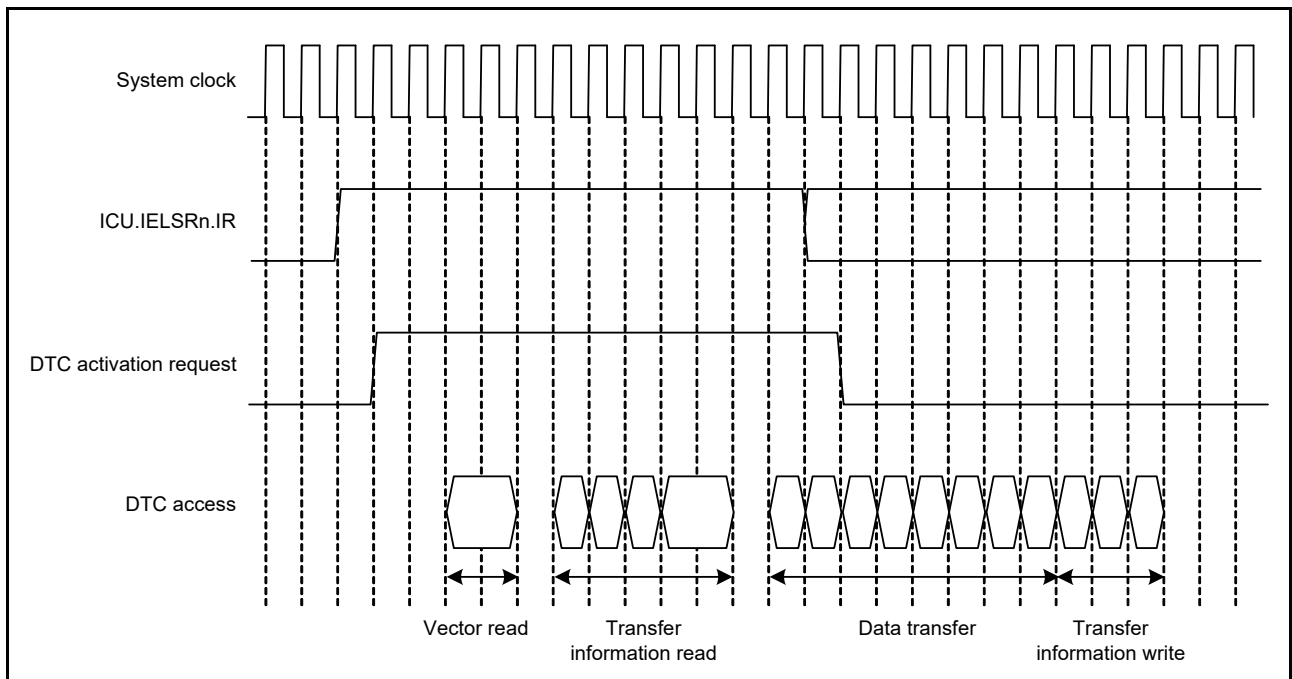 System clock
ICU.IELSRn.IR
DTC activation request
DTC access
Vector read
Transfer
information read
Data transfer
Transfer
information write